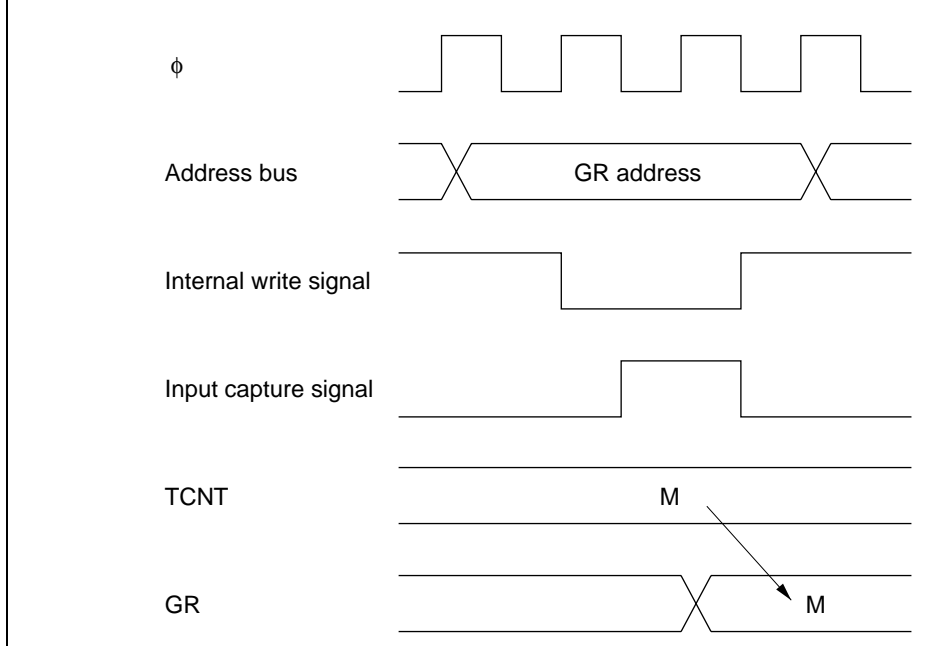 ϕ
Address bus
GR address
Internal write signal
Input capture signal
TCNT
M
GR
M